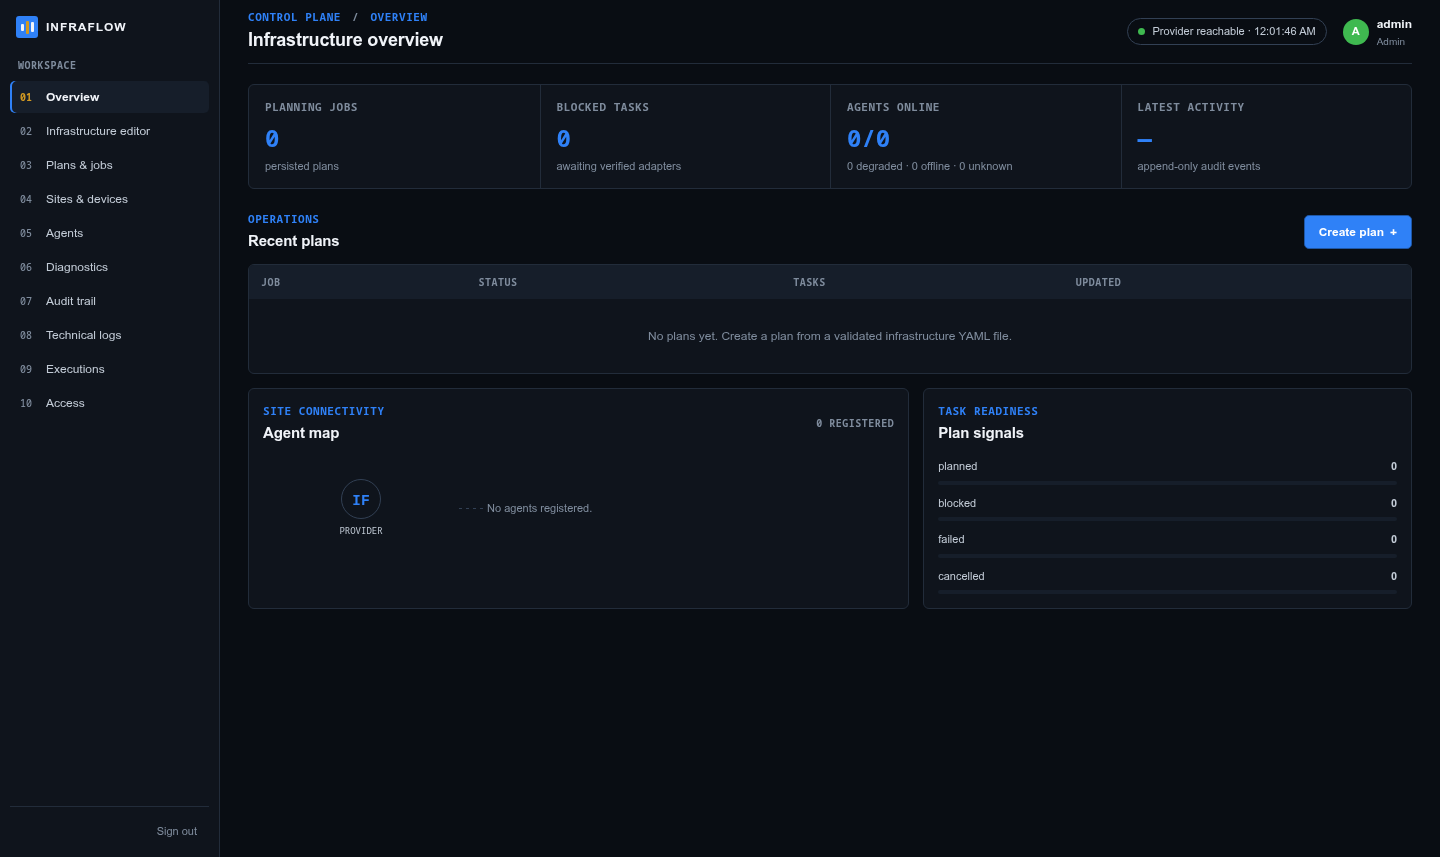 INFRAFLOW
WORKSPACE
01 Overview
02 Infrastructure editor
03 Plans & jobs
04 Sites & devices
05 Agents
06 Diagnostics
07 Audit trail
08 Technical logs
09 Executions
10 Access
Sign out
CONTROL PLANE / OVERVIEW
Infrastructure overview
Provider reachable · 12:01:46 AM
A
admin
Admin
PLANNING JOBS
0
persisted plans
BLOCKED TASKS
0
awaiting verified adapters
AGENTS ONLINE
0/0
0 degraded · 0 offline · 0 unknown
LATEST ACTIVITY
—
append-only audit events
OPERATIONS
Recent plans
Create plan +
JOB STATUS TASKS UPDATED
No plans yet. Create a plan from a validated infrastructure YAML file.
SITE CONNECTIVITY
Agent map
0 REGISTERED
IF
PROVIDER
---- No agents registered.
TASK READINESS
Plan signals
planned 0
blocked 0
failed 0
cancelled 0